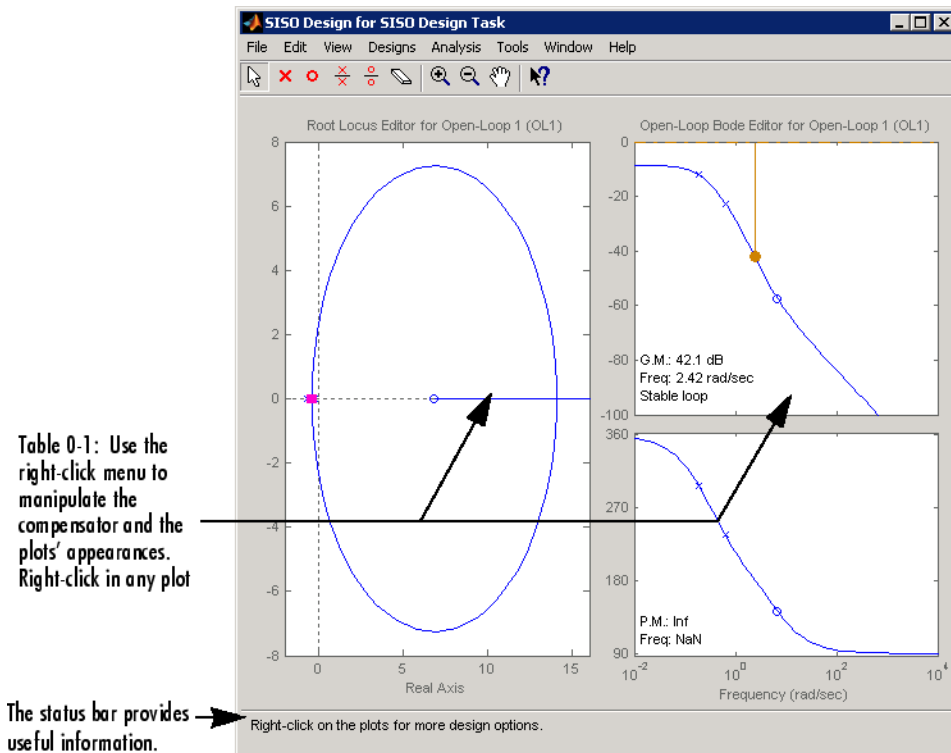 SISO Design for SISO Design Task
File Edit View Designs Analysis Tools Window Help
Root Locus Editor for Open-Loop 1 (OL1)
8
6
4
2
0
-2
-4
-6
-8
0 5 10 15
Real Axis
Open-Loop Bode Editor for Open-Loop 1 (OL1)
0
-20
-40
-60
-80
-100
G.M.: 42.1 dB
Freq: 2.42 rad/sec
Stable loop
360
270
180
90
P.M.: Inf
Freq: NaN
10^-2 10^0 10^2 10^4
Frequency (rad/sec)
Table 0-1: Use the
right-click menu to
manipulate the
compensator and the
plots' appearances.
Right-click in any plot
The status bar provides
useful information.
Right-click on the plots for more design options.